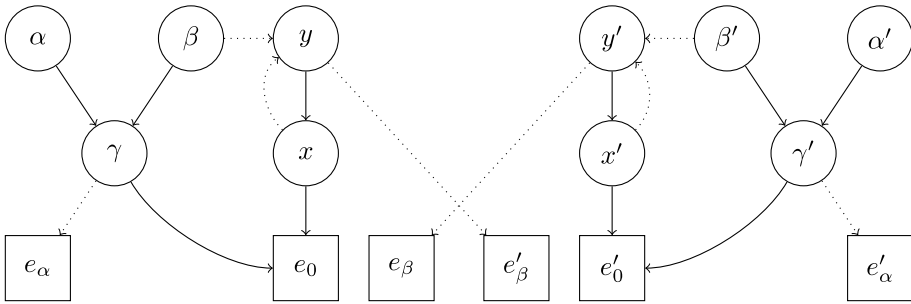 α β y y′ β′ α′
γ x x′ γ′
e_α e_0 e_β e′_β e′_0 e′_α